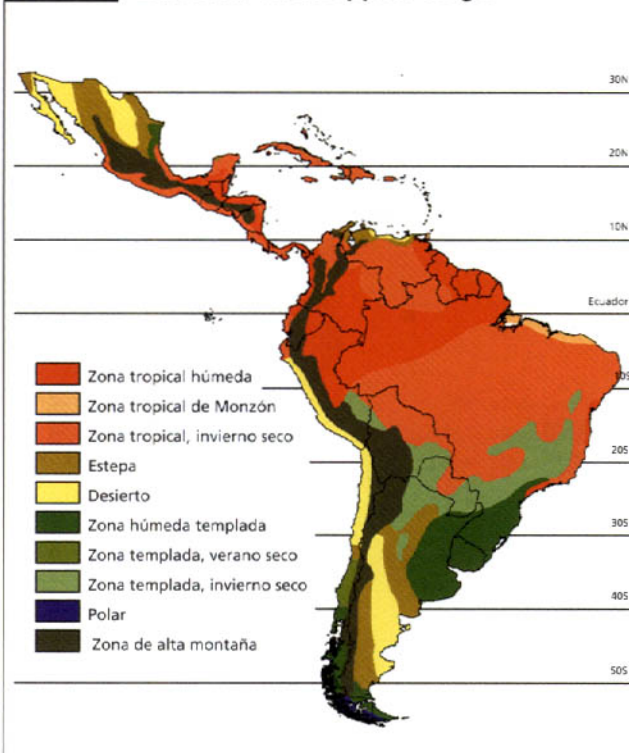 30N
20N
10N
Ecuador
10S
20S
30S
40S
50S
Zona tropical húmeda
Zona tropical de Monzón
Zona tropical, invierno seco
Estepa
Desierto
Zona húmeda templada
Zona templada, verano seco
Zona templada, invierno seco
Polar
Zona de alta montaña